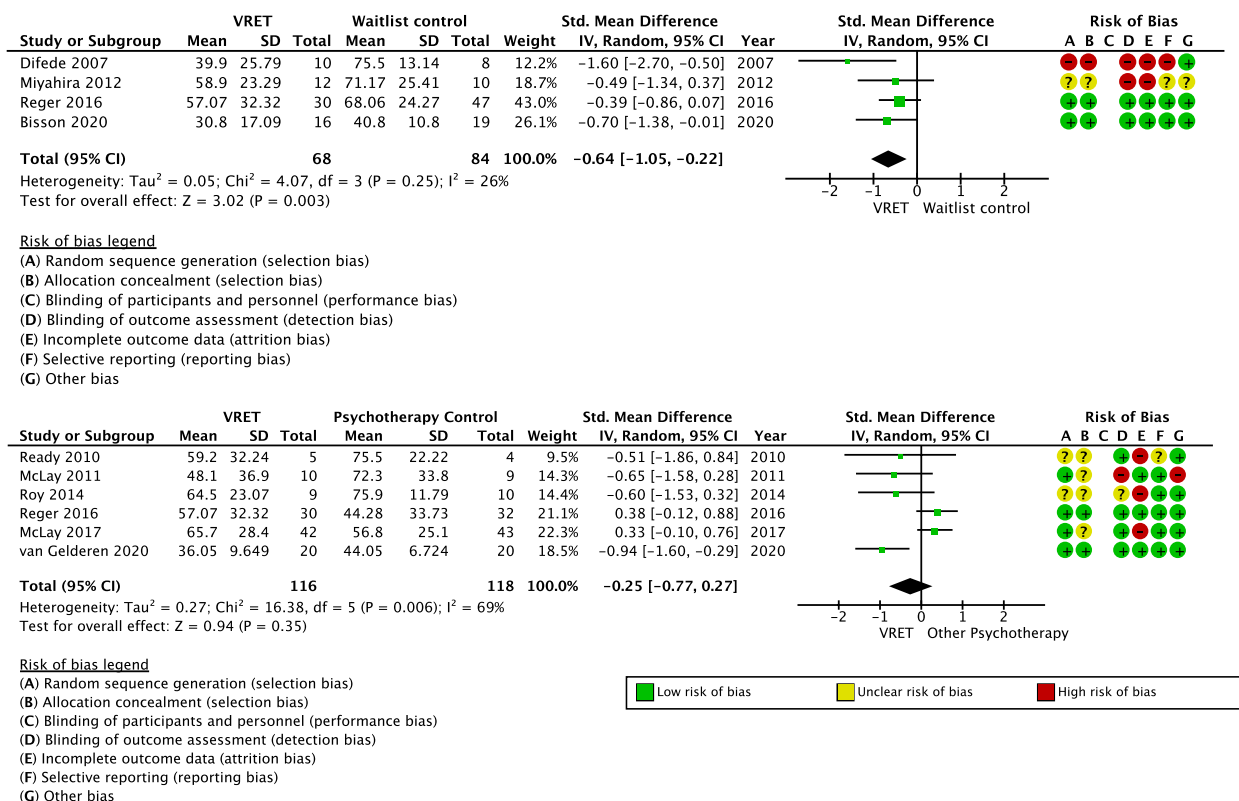 VRET Waitlist control Std. Mean Difference Std. Mean Difference Risk of Bias
Study or Subgroup Mean SD Total Mean SD Total Weight IV, Random, 95% CI Year IV, Random, 95% CI A B C D E F G
Difede 2007 39.9 25.79 10 75.5 13.14 8 12.2% −1.60 [−2.70, −0.50] 2007 − − − − − +
Miyahira 2012 58.9 23.29 12 71.17 25.41 10 18.7% −0.49 [−1.34, 0.37] 2012 ? ? − − ? ?
Reger 2016 57.07 32.32 30 68.06 24.27 47 43.0% −0.39 [−0.86, 0.07] 2016 + + + + + +
Bisson 2020 30.8 17.09 16 40.8 10.8 19 26.1% −0.70 [−1.38, −0.01] 2020 + + + + + +
Total (95% CI) 68 84 100.0% −0.64 [−1.05, −0.22]
Heterogeneity: Tau² = 0.05; Chi² = 4.07, df = 3 (P = 0.25); I² = 26%
Test for overall effect: Z = 3.02 (P = 0.003)
−2 −1 0 1 2
VRET Waitlist control
Risk of bias legend
(A) Random sequence generation (selection bias)
(B) Allocation concealment (selection bias)
(C) Blinding of participants and personnel (performance bias)
(D) Blinding of outcome assessment (detection bias)
(E) Incomplete outcome data (attrition bias)
(F) Selective reporting (reporting bias)
(G) Other bias
VRET Psychotherapy Control Std. Mean Difference Std. Mean Difference Risk of Bias
Study or Subgroup Mean SD Total Mean SD Total Weight IV, Random, 95% CI Year IV, Random, 95% CI A B C D E F G
Ready 2010 59.2 32.24 5 75.5 22.22 4 9.5% −0.51 [−1.86, 0.84] 2010 ? ? + − ? +
McLay 2011 48.1 36.9 10 72.3 33.8 9 14.3% −0.65 [−1.58, 0.28] 2011 + ? − + + −
Roy 2014 64.5 23.07 9 75.9 11.79 10 14.4% −0.60 [−1.53, 0.32] 2014 ? ? ? − + +
Reger 2016 57.07 32.32 30 44.28 33.73 32 21.1% 0.38 [−0.12, 0.88] 2016 + + + + + +
McLay 2017 65.7 28.4 42 56.8 25.1 43 22.3% 0.33 [−0.10, 0.76] 2017 + ? + − + +
van Gelderen 2020 36.05 9.649 20 44.05 6.724 20 18.5% −0.94 [−1.60, −0.29] 2020 + + + + + +
Total (95% CI) 116 118 100.0% −0.25 [−0.77, 0.27]
Heterogeneity: Tau² = 0.27; Chi² = 16.38, df = 5 (P = 0.006); I² = 69%
Test for overall effect: Z = 0.94 (P = 0.35)
−2 −1 0 1 2
VRET Other Psychotherapy
Risk of bias legend
(A) Random sequence generation (selection bias)
(B) Allocation concealment (selection bias)
(C) Blinding of participants and personnel (performance bias)
(D) Blinding of outcome assessment (detection bias)
(E) Incomplete outcome data (attrition bias)
(F) Selective reporting (reporting bias)
(G) Other bias
Low risk of bias Unclear risk of bias High risk of bias